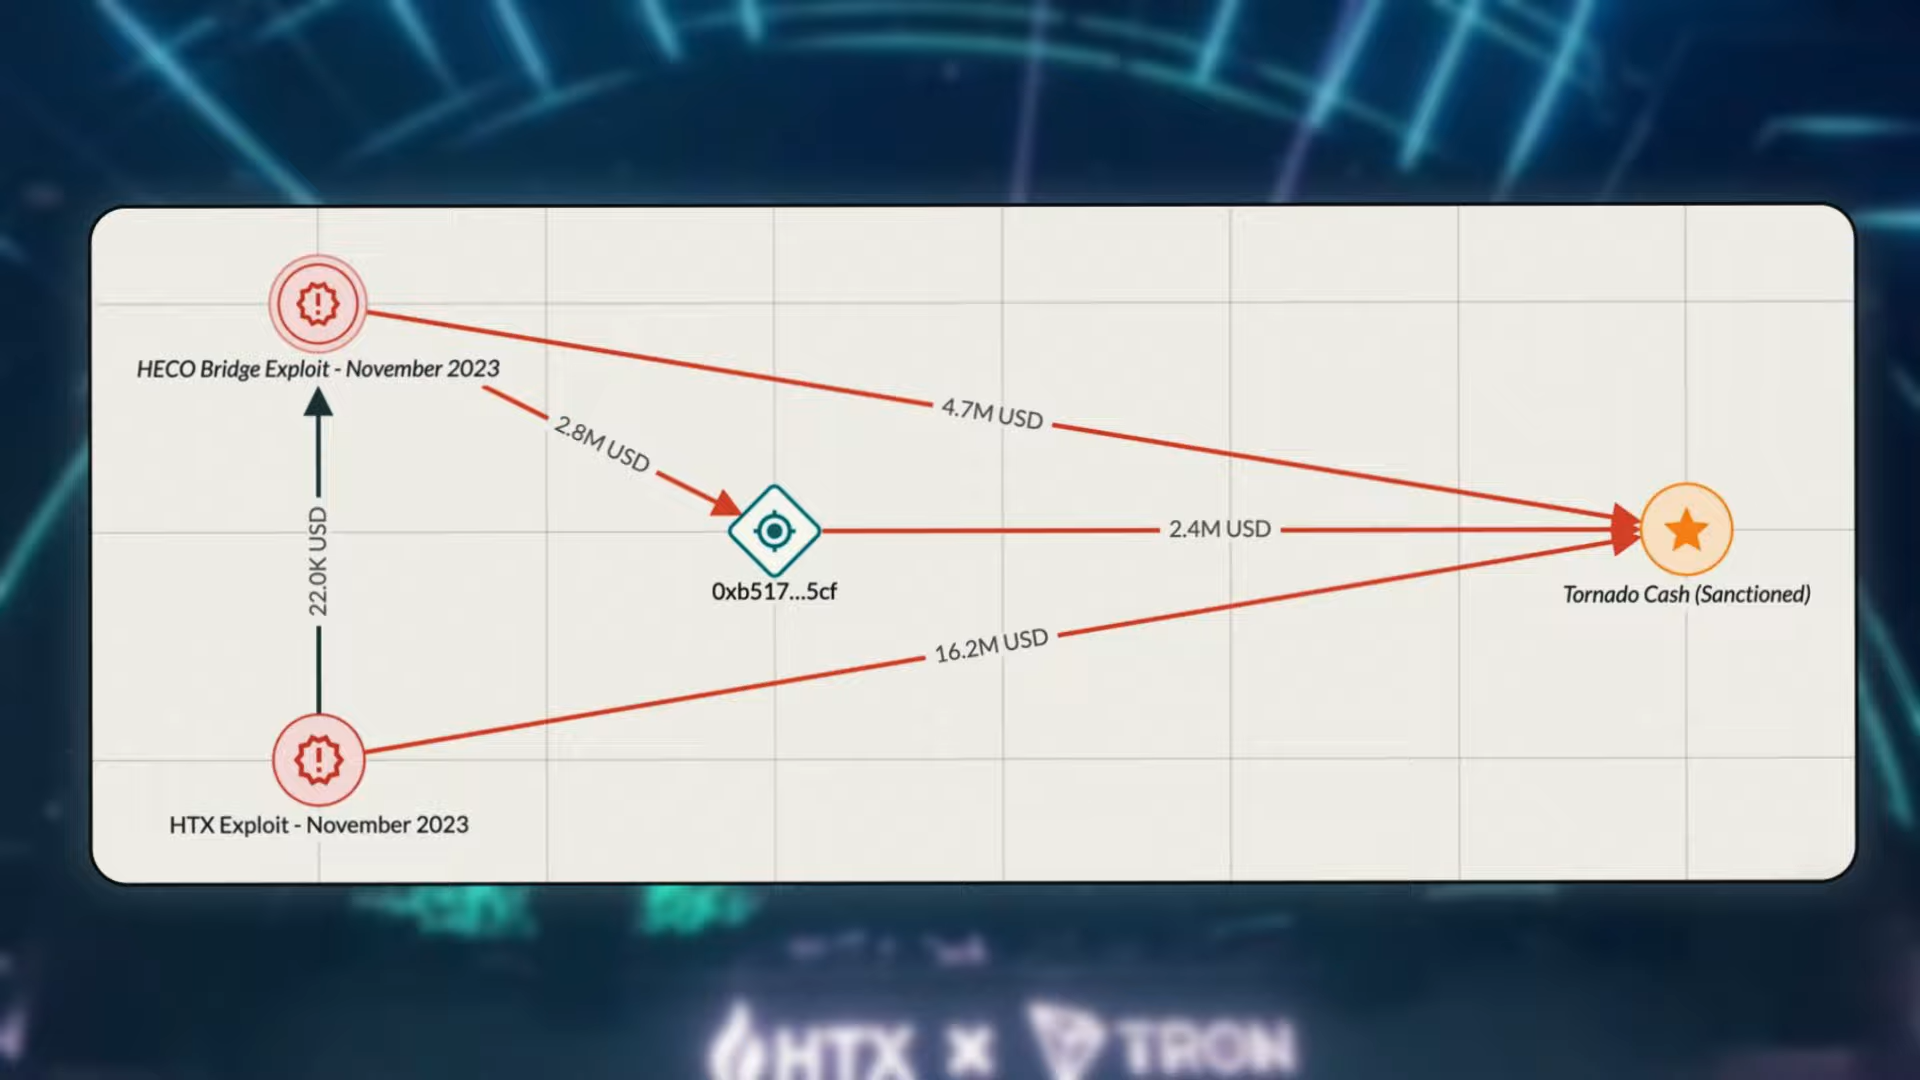 HECO Bridge Exploit - November 2023
4.7M USD
2.8M USD
22.0K USD
2.4M USD
0xb517...5cf
Tornado Cash (Sanctioned)
16.2M USD
HTX Exploit - November 2023
HTX X TRON